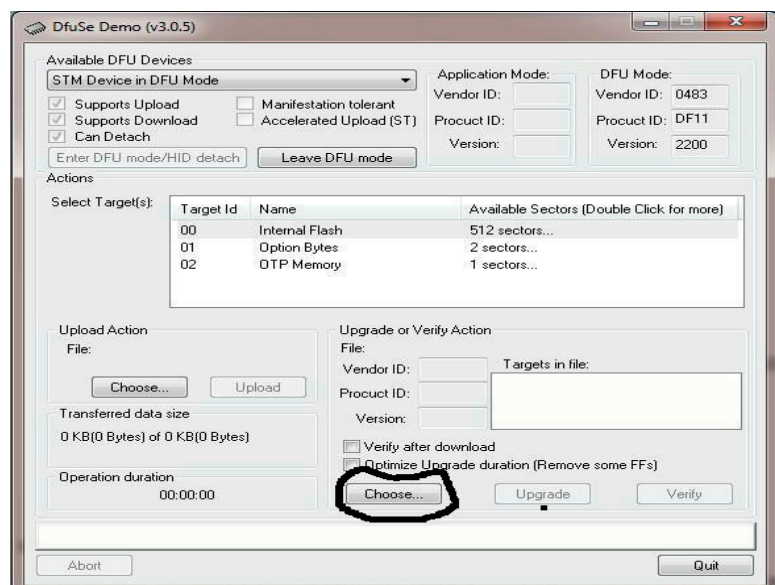 DfuSe Demo (v3.0.5)
Available DFU Devices
STM Device in DFU Mode
Supports Upload
Manifestation tolerant
Supports Download
Accelerated Upload (ST)
Can Detach
Enter DFU mode/HID detach
Leave DFU mode
Application Mode:
Vendor ID:
Procuct ID:
Version:
DFU Mode:
Vendor ID: 0483
Procuct ID: DF11
Version: 2200
Actions
Select Target(s):
Target Id Name Available Sectors (Double Click for more)
00 Internal Flash 512 sectors...
01 Option Bytes 2 sectors...
02 OTP Memory 1 sectors...
Upload Action
File:
Choose... Upload
Transferred data size
0 KB(0 Bytes) of 0 KB(0 Bytes)
Operation duration
00:00:00
Upgrade or Verify Action
File:
Vendor ID:
Procuct ID:
Version:
Targets in file:
Verify after download
Optimize Upgrade duration (Remove some FFs)
Choose... Upgrade Verify
Abort Quit